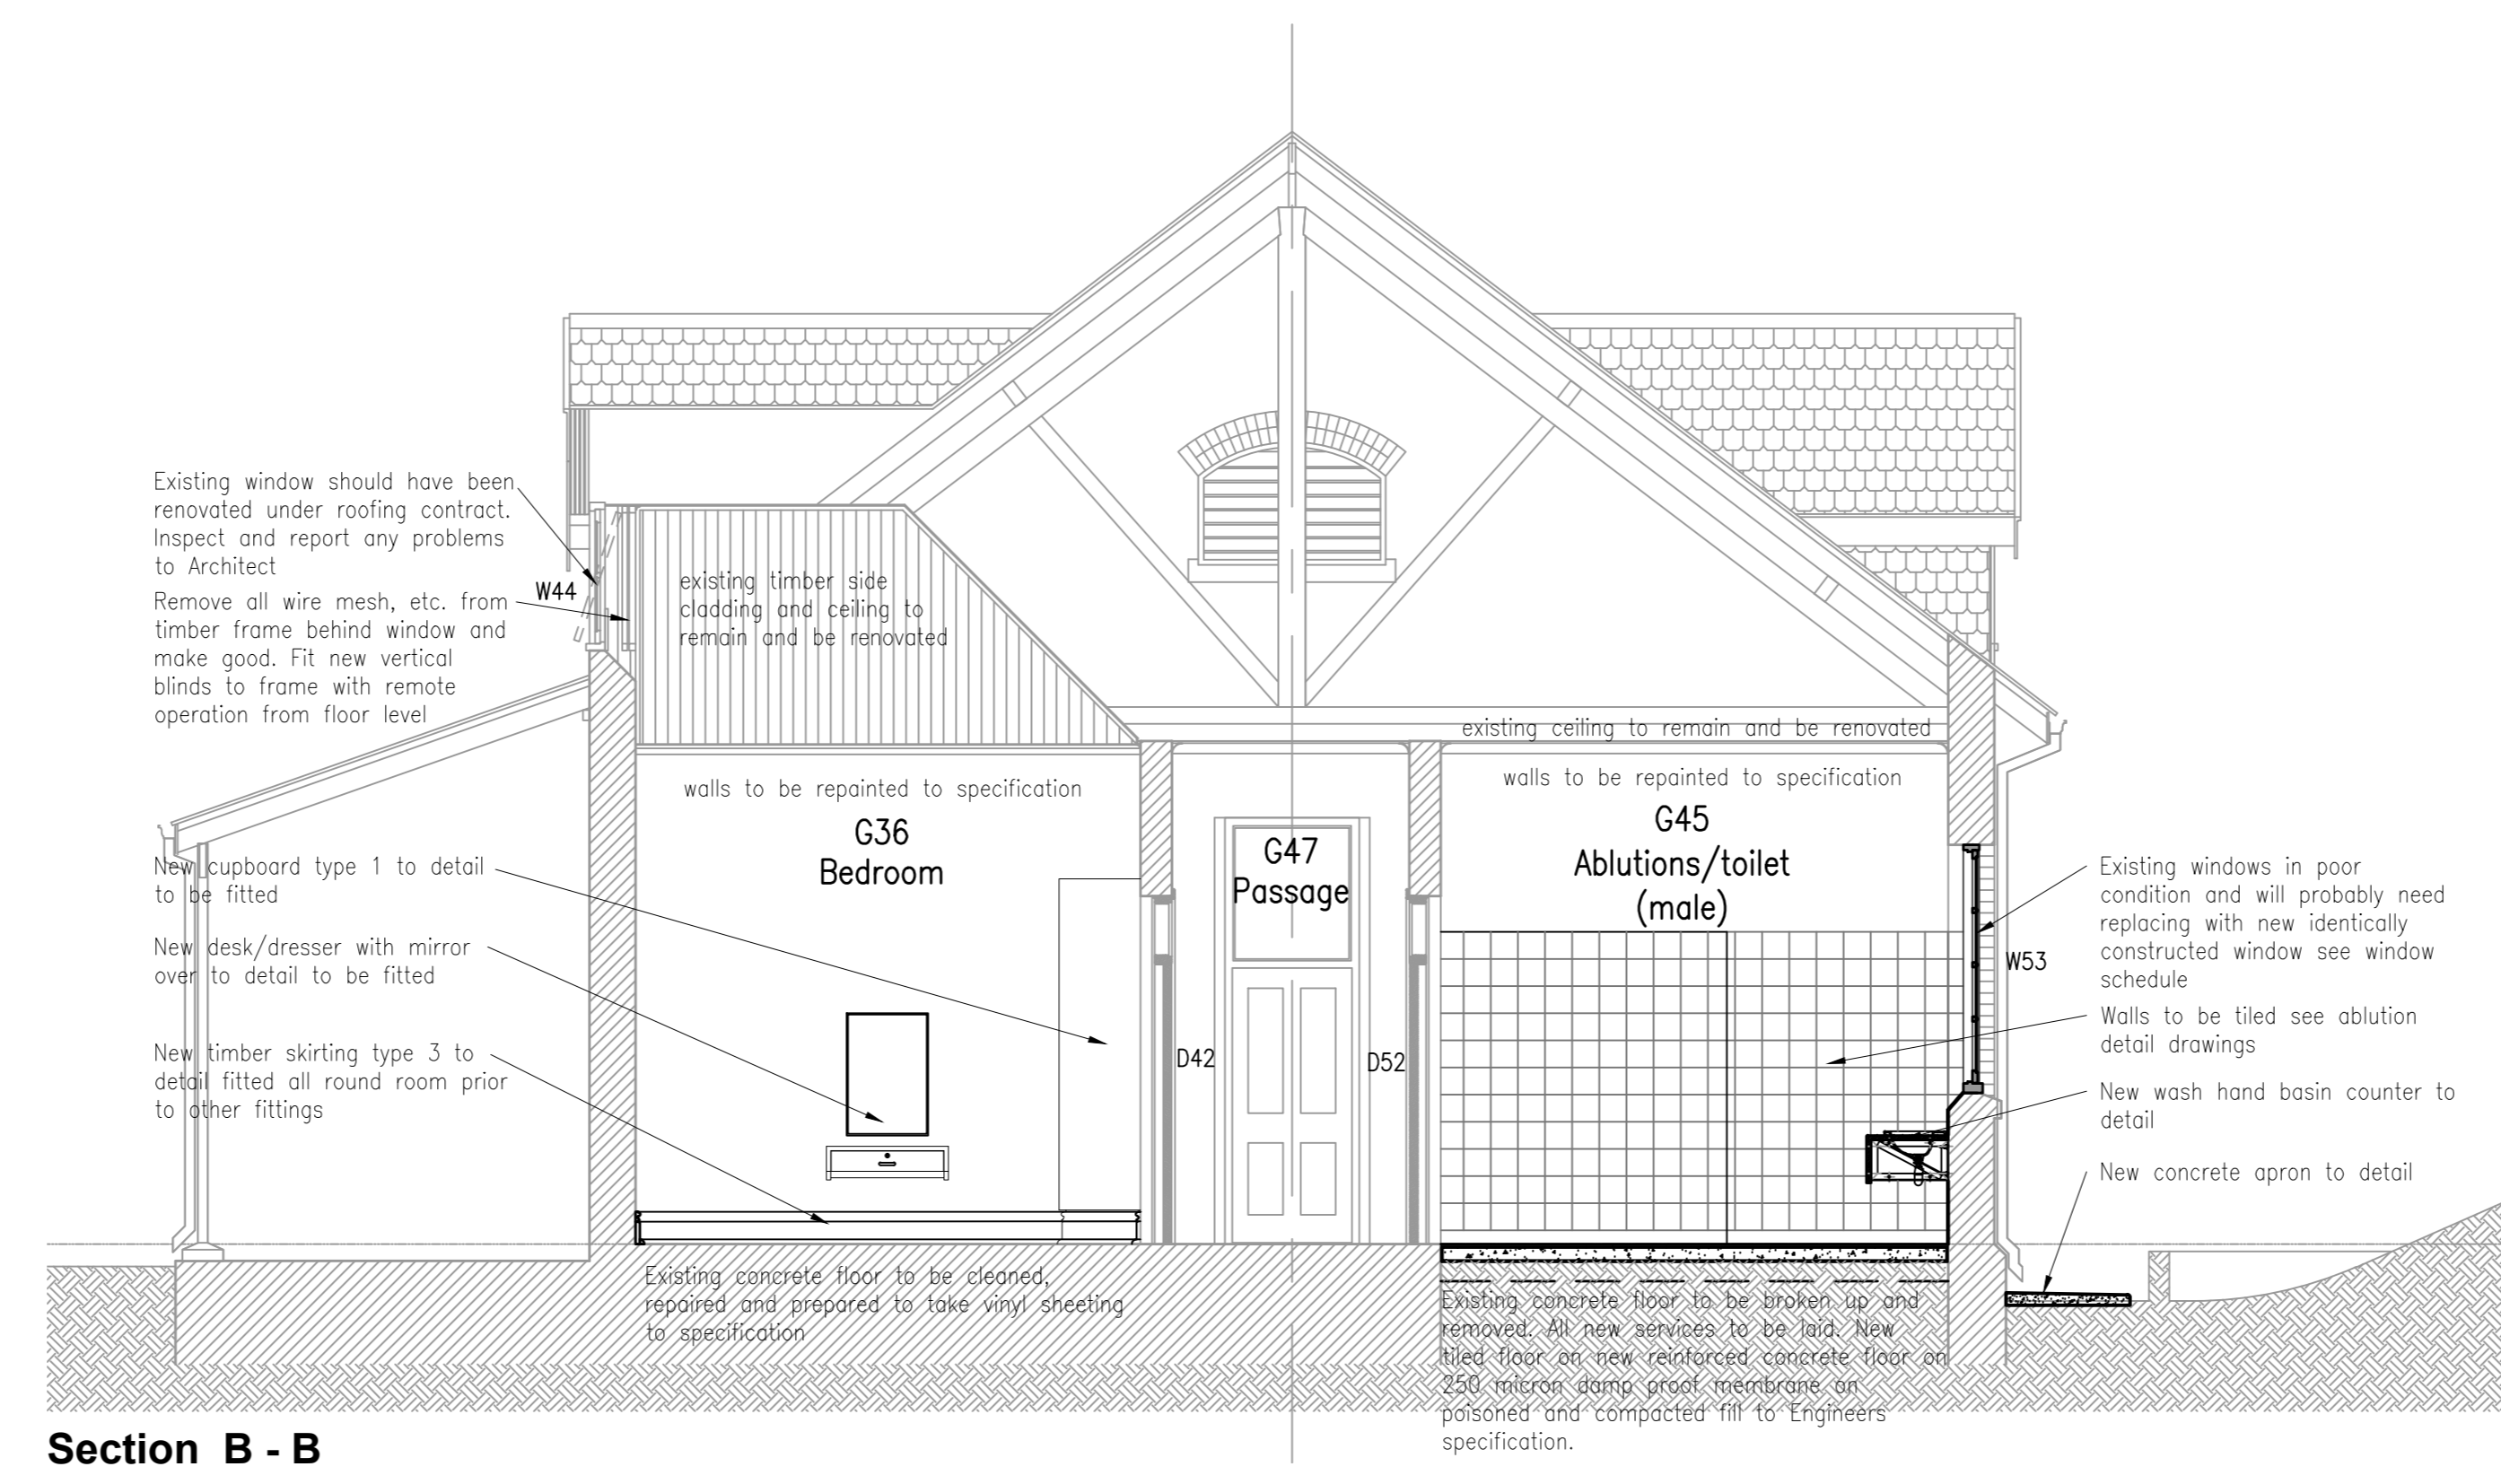 Existing window should have been
renovated under roofing contract.
Inspect and report any problems
to Architect
W44
Remove all wire mesh, etc. from
timber frame behind window and
make good. Fit new vertical
blinds to frame with remote
operation from floor level
existing timber side
cladding and ceiling to
remain and be renovated
existing ceiling to remain and be renovated
walls to be repainted to specification
walls to be repainted to specification
G36
Bedroom
G47
Passage
G45
Ablutions/toilet
(male)
New cupboard type 1 to detail
to be fitted
New desk/dresser with mirror
over to detail to be fitted
New timber skirting type 3 to
detail fitted all round room prior
to other fittings
D42
D52
Existing windows in poor
condition and will probably need
replacing with new identically
constructed window see window
schedule
W53
Walls to be tiled see ablution
detail drawings
New wash hand basin counter to
detail
New concrete apron to detail
Existing concrete floor to be cleaned,
repaired and prepared to take vinyl sheeting
to specification
Existing concrete floor to be broken up and
removed. All new services to be laid. New
tiled floor on new reinforced concrete floor on
250 micron damp proof membrane on
poisoned and compacted fill to Engineers
specification.
Section B - B